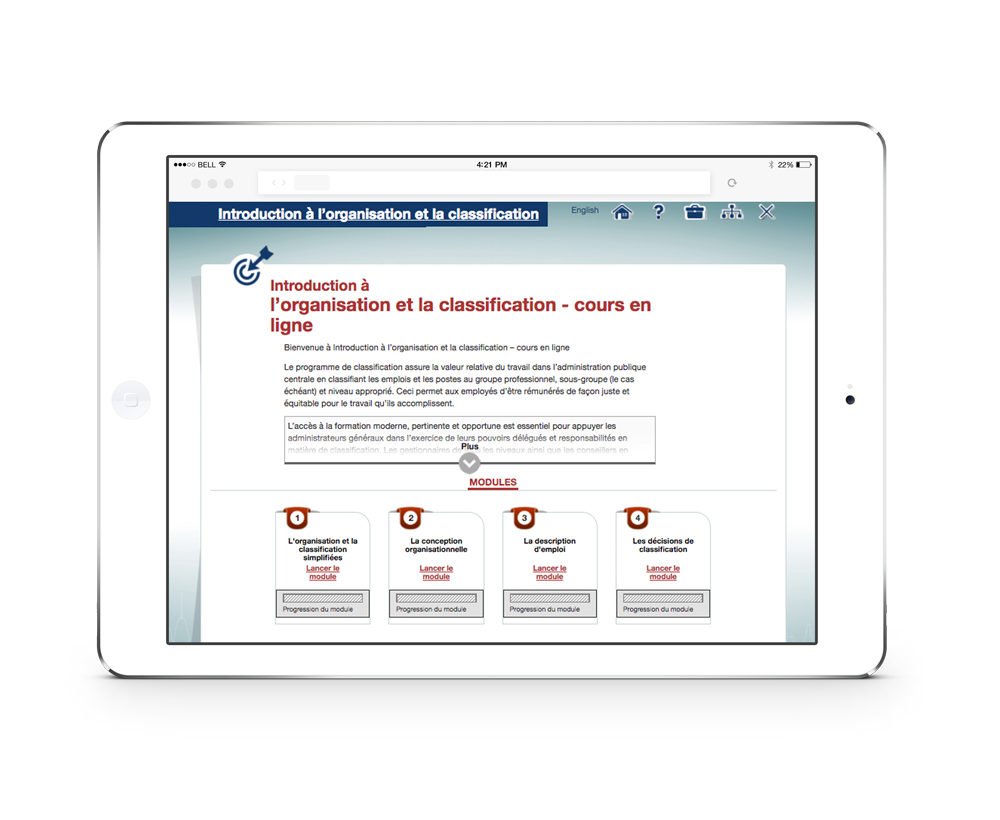 BELL
4:21 PM
22%
Introduction à l'organisation et la classification
English
?
Introduction à
l'organisation et la classification - cours en
ligne
Bienvenue à Introduction à l'organisation et la classification – cours en ligne
Le programme de classification assure la valeur relative du travail dans l'administration publique
centrale en classifiant les emplois et les postes au groupe professionnel, sous-groupe (le cas
échéant) et niveau approprié. Ceci permet aux employés d'être rémunérés de façon juste et
équitable pour le travail qu'ils accomplissent.
L'accès à la formation moderne, pertinente et opportune est essentiel pour appuyer les
administrateurs généraux dans l'exercice de leurs pouvoirs délégués et responsabilités en
matière de classification. Les gestionnaires de les niveaux ainsi que les conseillers en
Plus
MODULES
1
L'organisation et la
classification
simplifiées
Lancer le
module
Progression du module
2
La conception
organisationnelle
Lancer le
module
Progression du module
3
La description
d'emploi
Lancer le
module
Progression du module
4
Les décisions de
classification
Lancer le
module
Progression du module